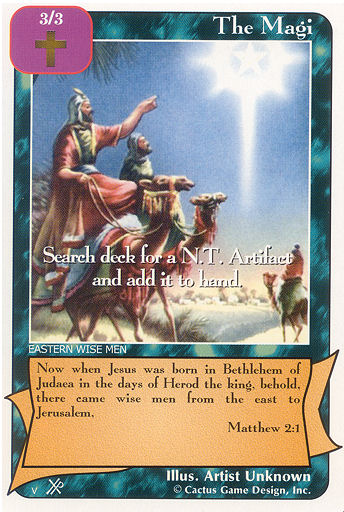 3/3
The Magi
Search deck for a N.T. Artifact
and add it to hand.
EASTERN WISE MEN
Now when Jesus was born in Bethlehem of
Judaea in the days of Herod the king, behold,
there came wise men from the east to
Jerusalem,
Matthew 2:1
Illus. Artist Unknown
© Cactus Game Design, Inc.
V